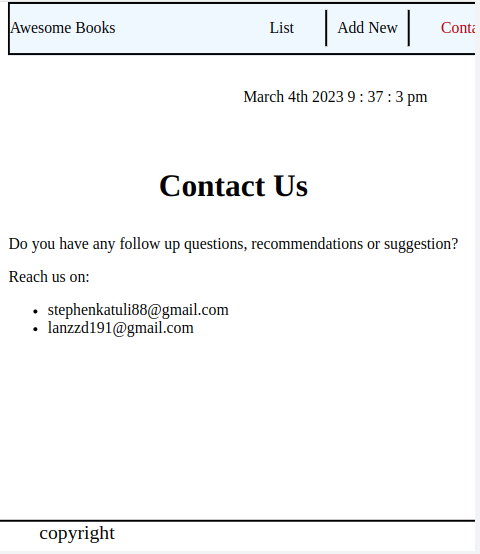 Awesome Books List Add New Conta
March 4th 2023 9 : 37 : 3 pm
Contact Us
Do you have any follow up questions, recommendations or suggestion?
Reach us on:
stephenkatuli88@gmail.com
lanzzd191@gmail.com
copyright